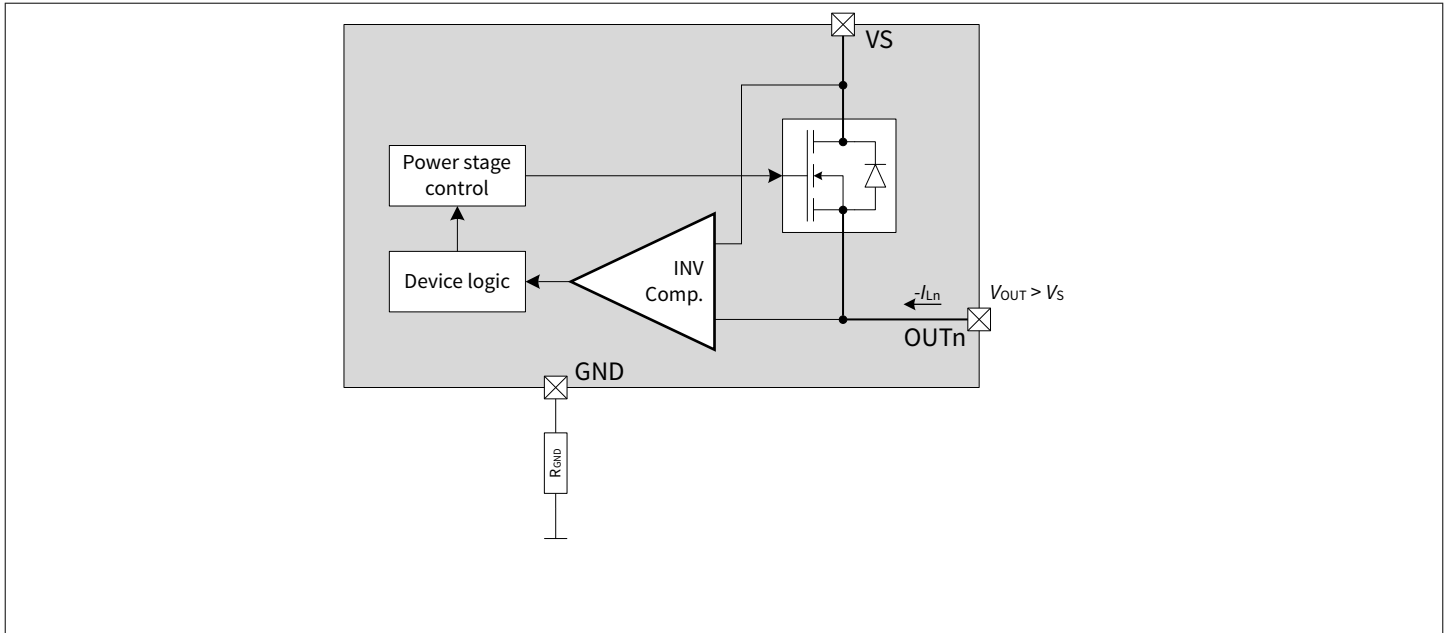 VS
Power stage
control
INV
Comp.
Device logic
-ILn
VOUT > VS
OUTn
GND
RGND